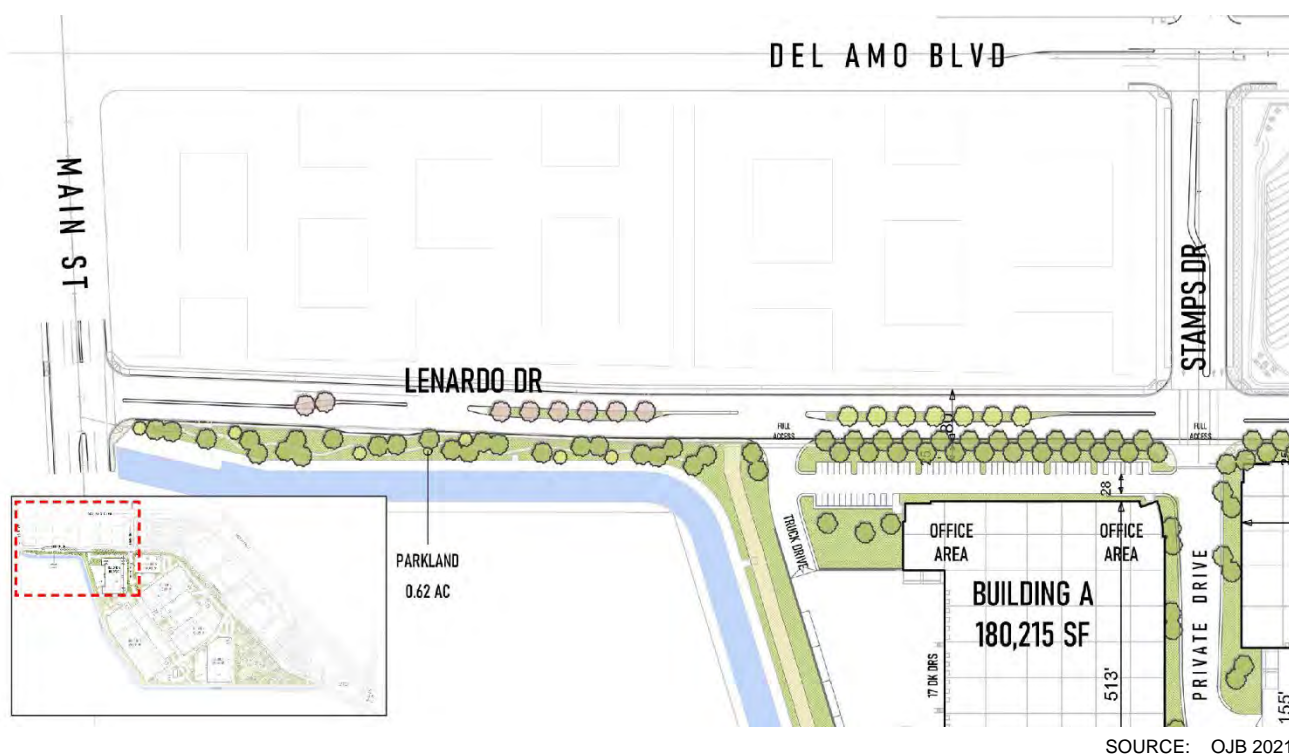 DEL AMO BLVD
MAIN ST
STAMPS DR
LENARDO DR
FULL
ACCESS
FULL
ACCESS
28
TRUCK DRIVE
PARKLAND
0.62 AC
OFFICE
AREA
OFFICE
AREA
BUILDING A
180,215 SF
17 DK DRS
513'
PRIVATE DRIVE
155'
SOURCE: OJB 2021